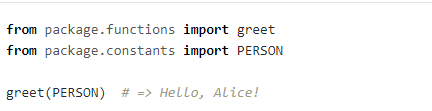 from package.functions import greet
from package.constants import PERSON
greet(PERSON)  # => Hello, Alice!